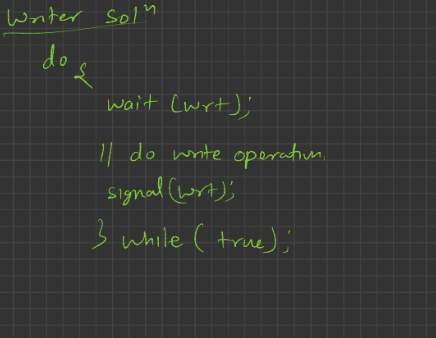 Writer Solⁿ
do
{
wait (wrt);
// do write operation.
signal(wrt);
} while ( true);